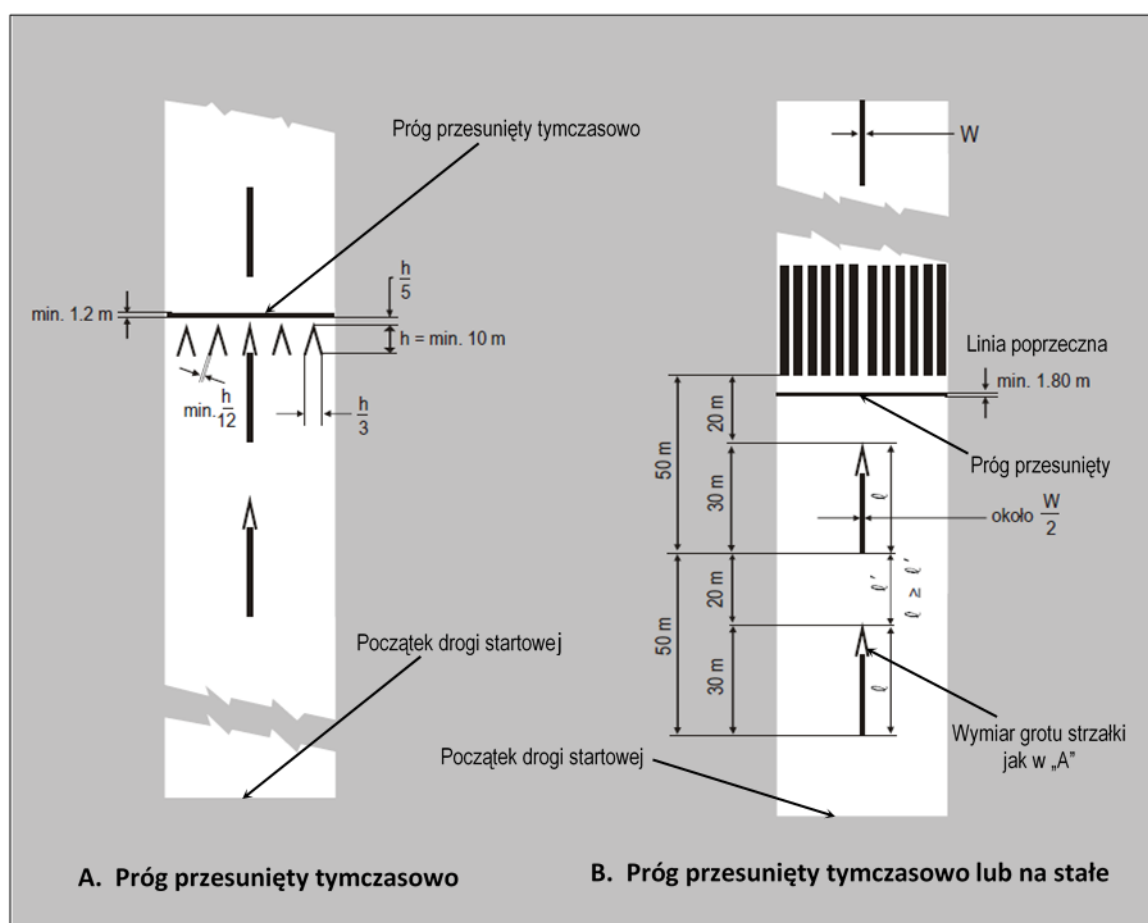 Próg przesunięty tymczasowo
min. 1.2 m
h
5
h = min. 10 m
min. h
12
h
3
Początek drogi startowej
A. Próg przesunięty tymczasowo
W
Linia poprzeczna
min. 1.80 m
20 m
50 m
30 m
Próg przesunięty
ℓ
około W
2
20 m
50 m
30 m
ℓ´
ℓ ≥ ℓ´
ℓ
Wymiar grotu strzałki
jak w „A”
Początek drogi startowej
B. Próg przesunięty tymczasowo lub na stałe